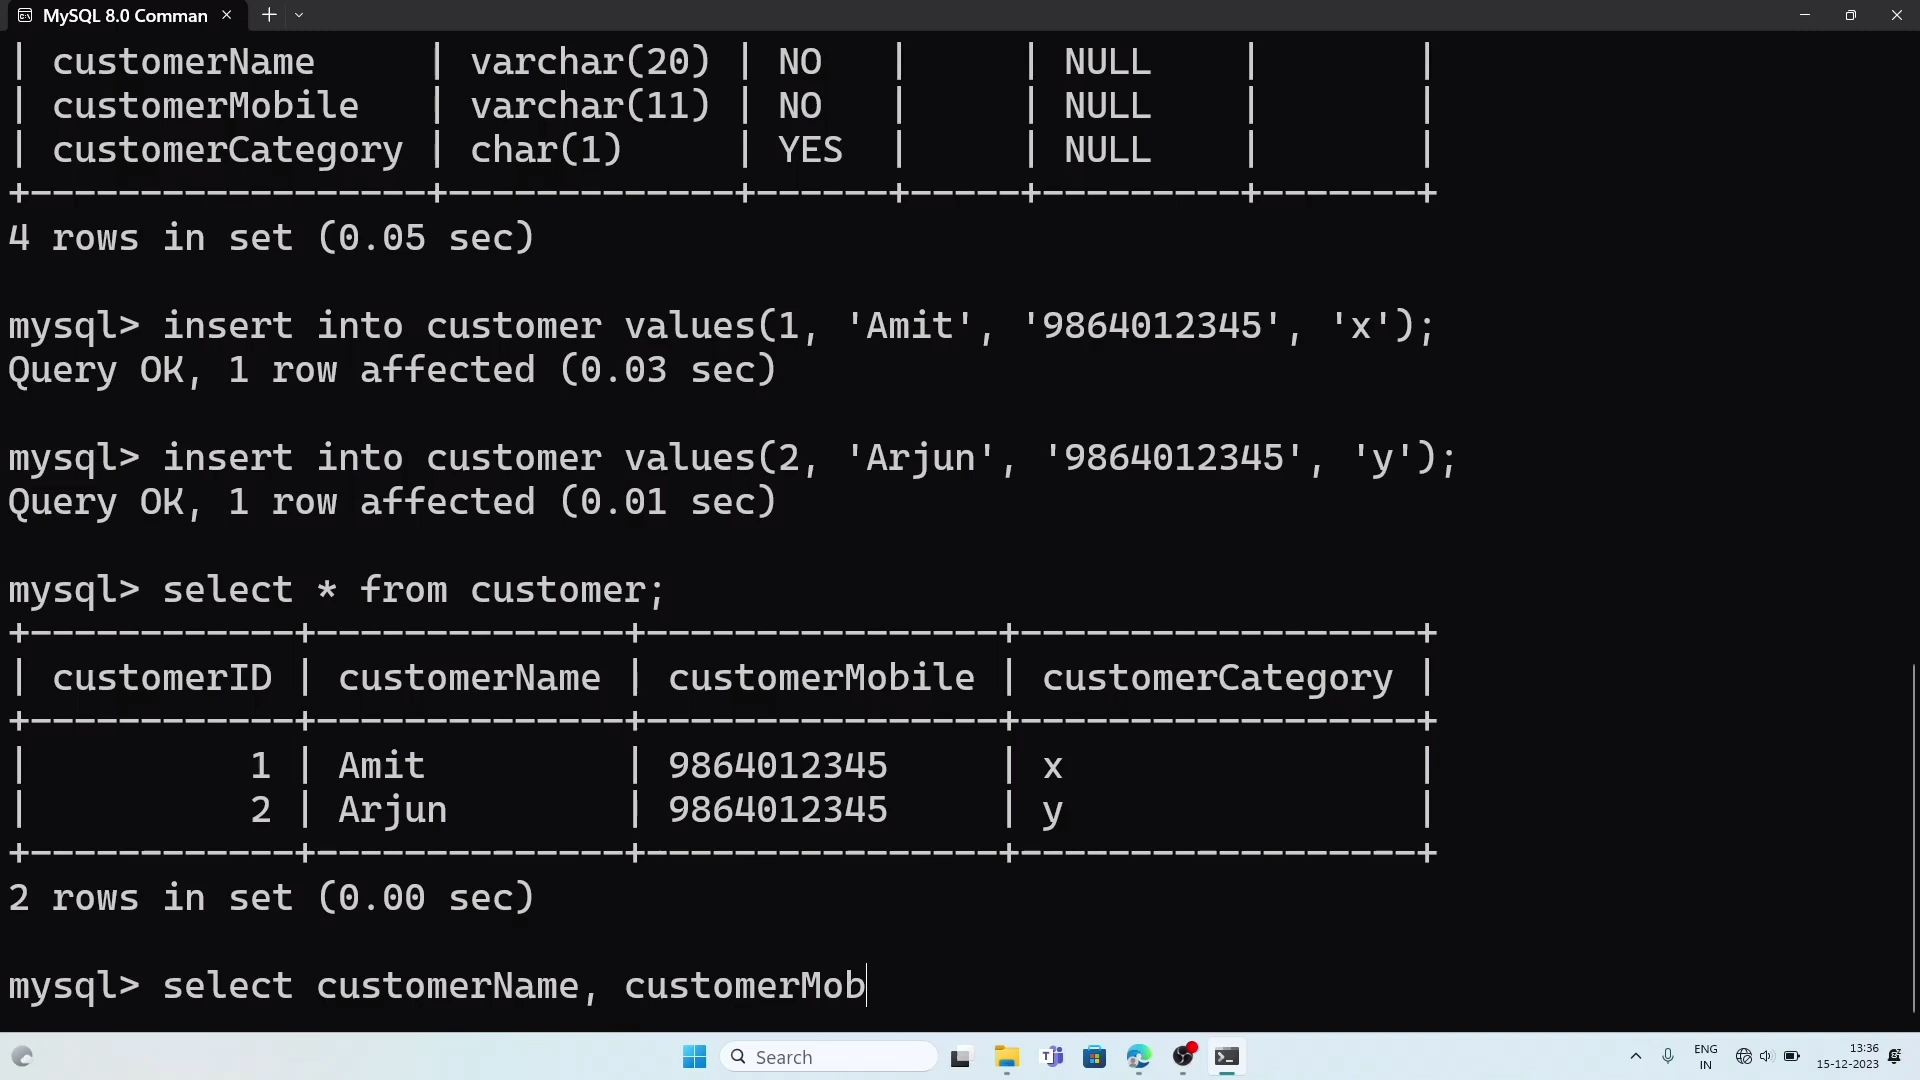 MySQL 8.0 Comman
| customerName     | varchar(20) | NO   |     | NULL    |       |
| customerMobile   | varchar(11) | NO   |     | NULL    |       |
| customerCategory | char(1)     | YES  |     | NULL    |       |
+------------------+-------------+------+-----+---------+-------+
4 rows in set (0.05 sec)
mysql> insert into customer values(1, 'Amit', '9864012345', 'x');
Query OK, 1 row affected (0.03 sec)
mysql> insert into customer values(2, 'Arjun', '9864012345', 'y');
Query OK, 1 row affected (0.01 sec)
mysql> select * from customer;
+------------+--------------+----------------+------------------+
| customerID | customerName | customerMobile | customerCategory |
+------------+--------------+----------------+------------------+
|          1 | Amit         | 9864012345     | x                |
|          2 | Arjun        | 9864012345     | y                |
+------------+--------------+----------------+------------------+
2 rows in set (0.00 sec)
mysql> select customerName, customerMob
Search
ENG
IN
13:36
15-12-2023